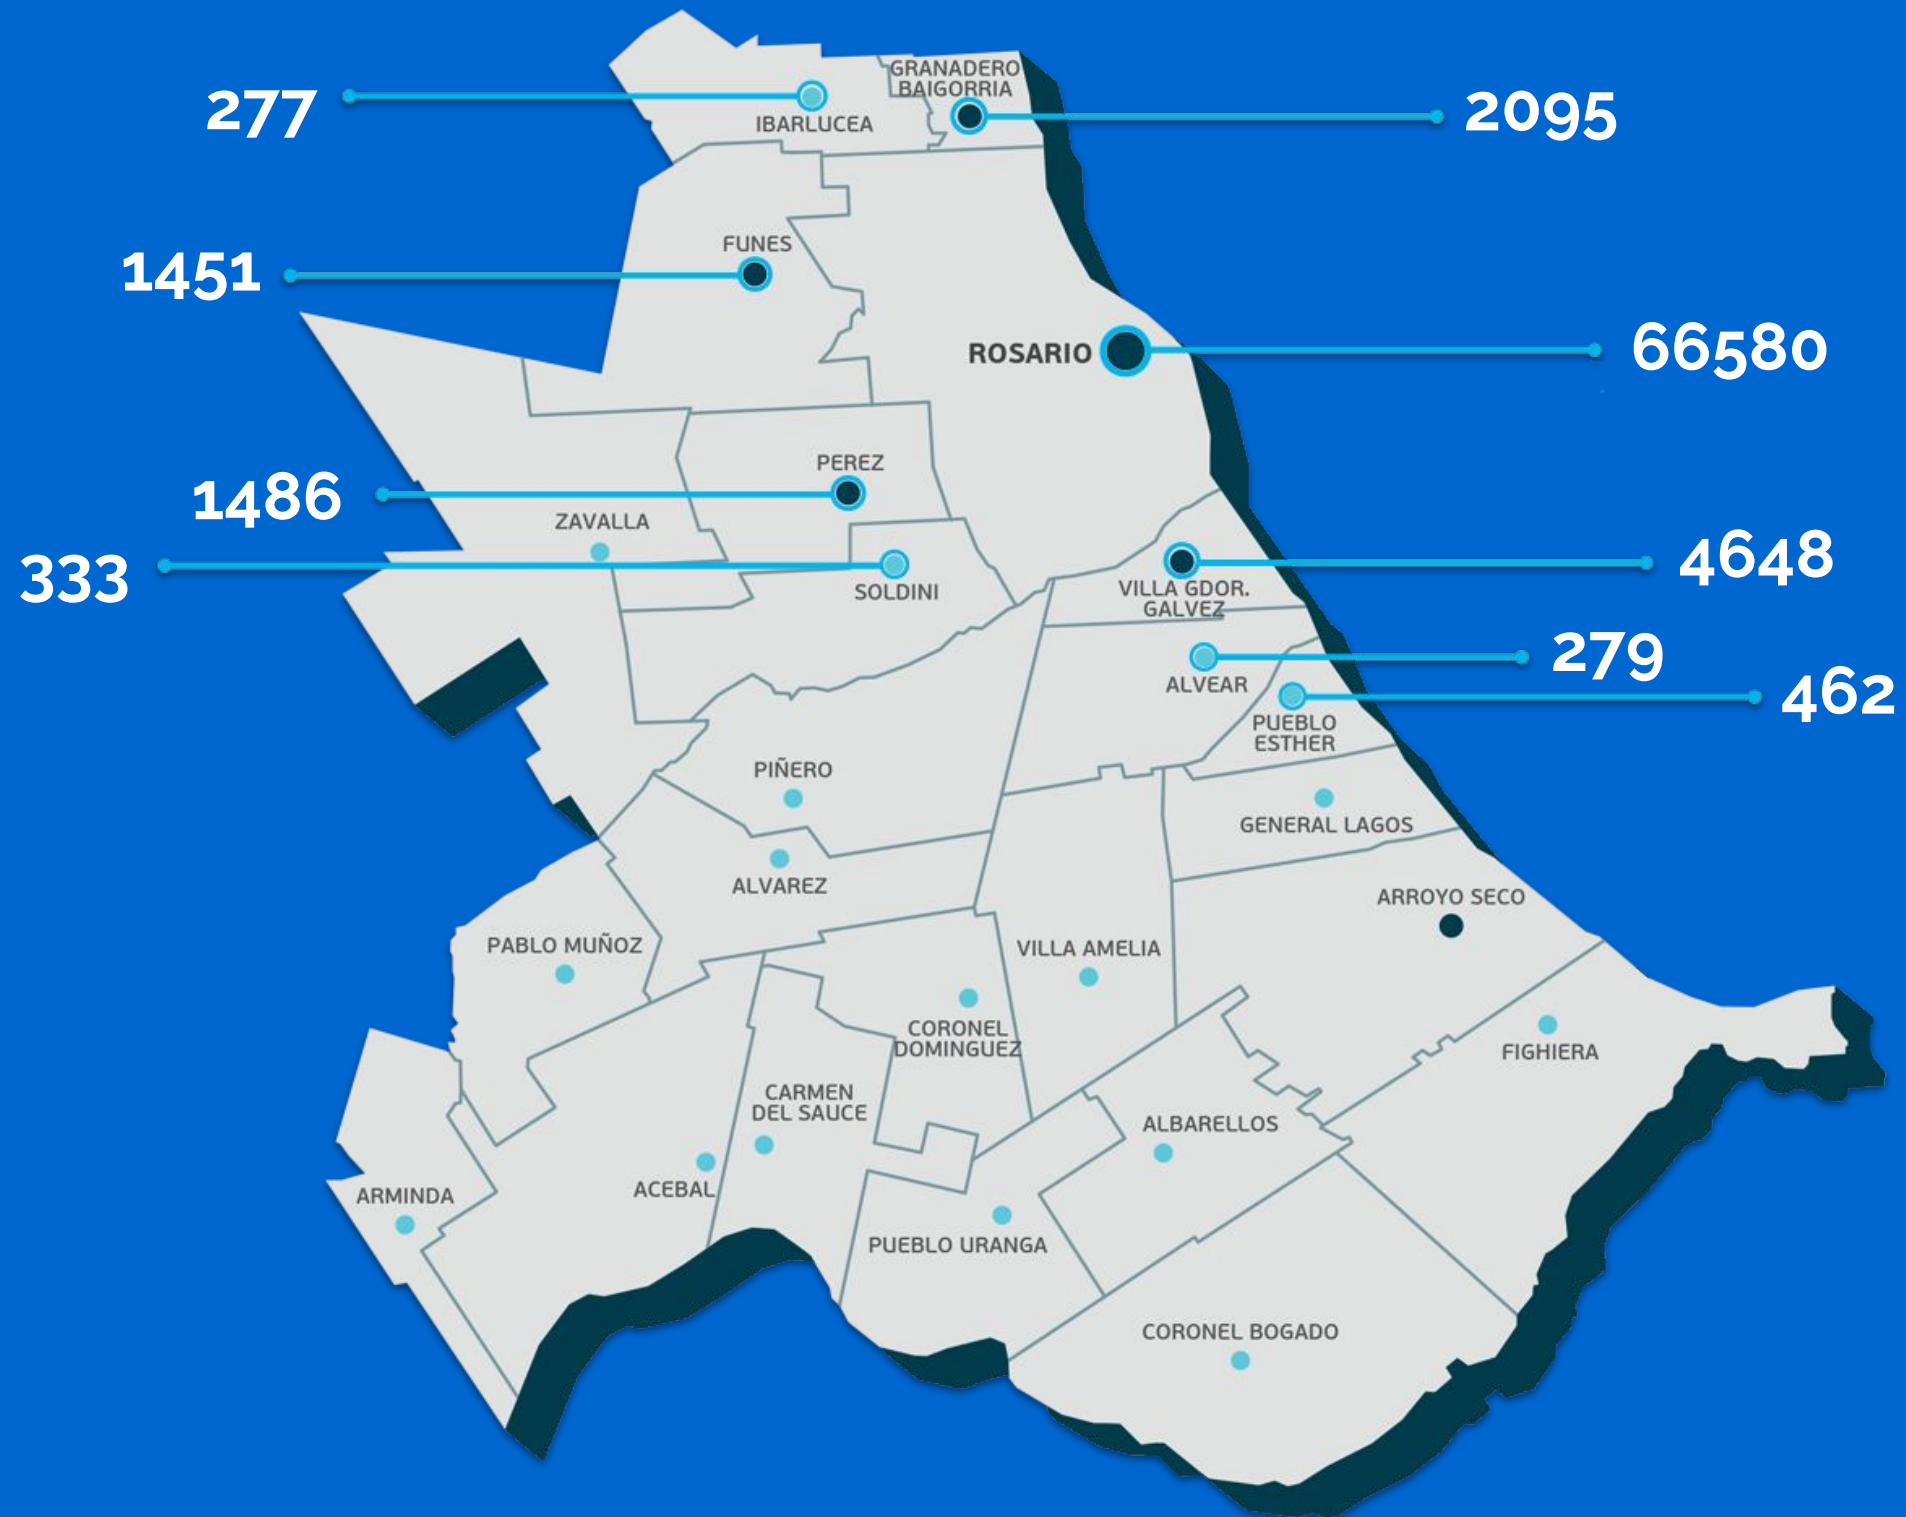 GRANADERO
BAIGORRIA
277
2095
IBARLUCEA
FUNES
1451
ROSARIO
66580
PEREZ
1486
ZAVALLA
333
SOLDINI
4648
VILLA GDOR.
GALVEZ
279
ALVEAR
462
PUEBLO
ESTHER
PIÑERO
GENERAL LAGOS
ALVAREZ
ARROYO SECO
PABLO MUÑOZ
VILLA AMELIA
CORONEL
DOMINGUEZ
FIGHIERA
CARMEN
DEL SAUCE
ALBARELLOS
ACEBAL
ARMINDA
PUEBLO URANGA
CORONEL BOGADO